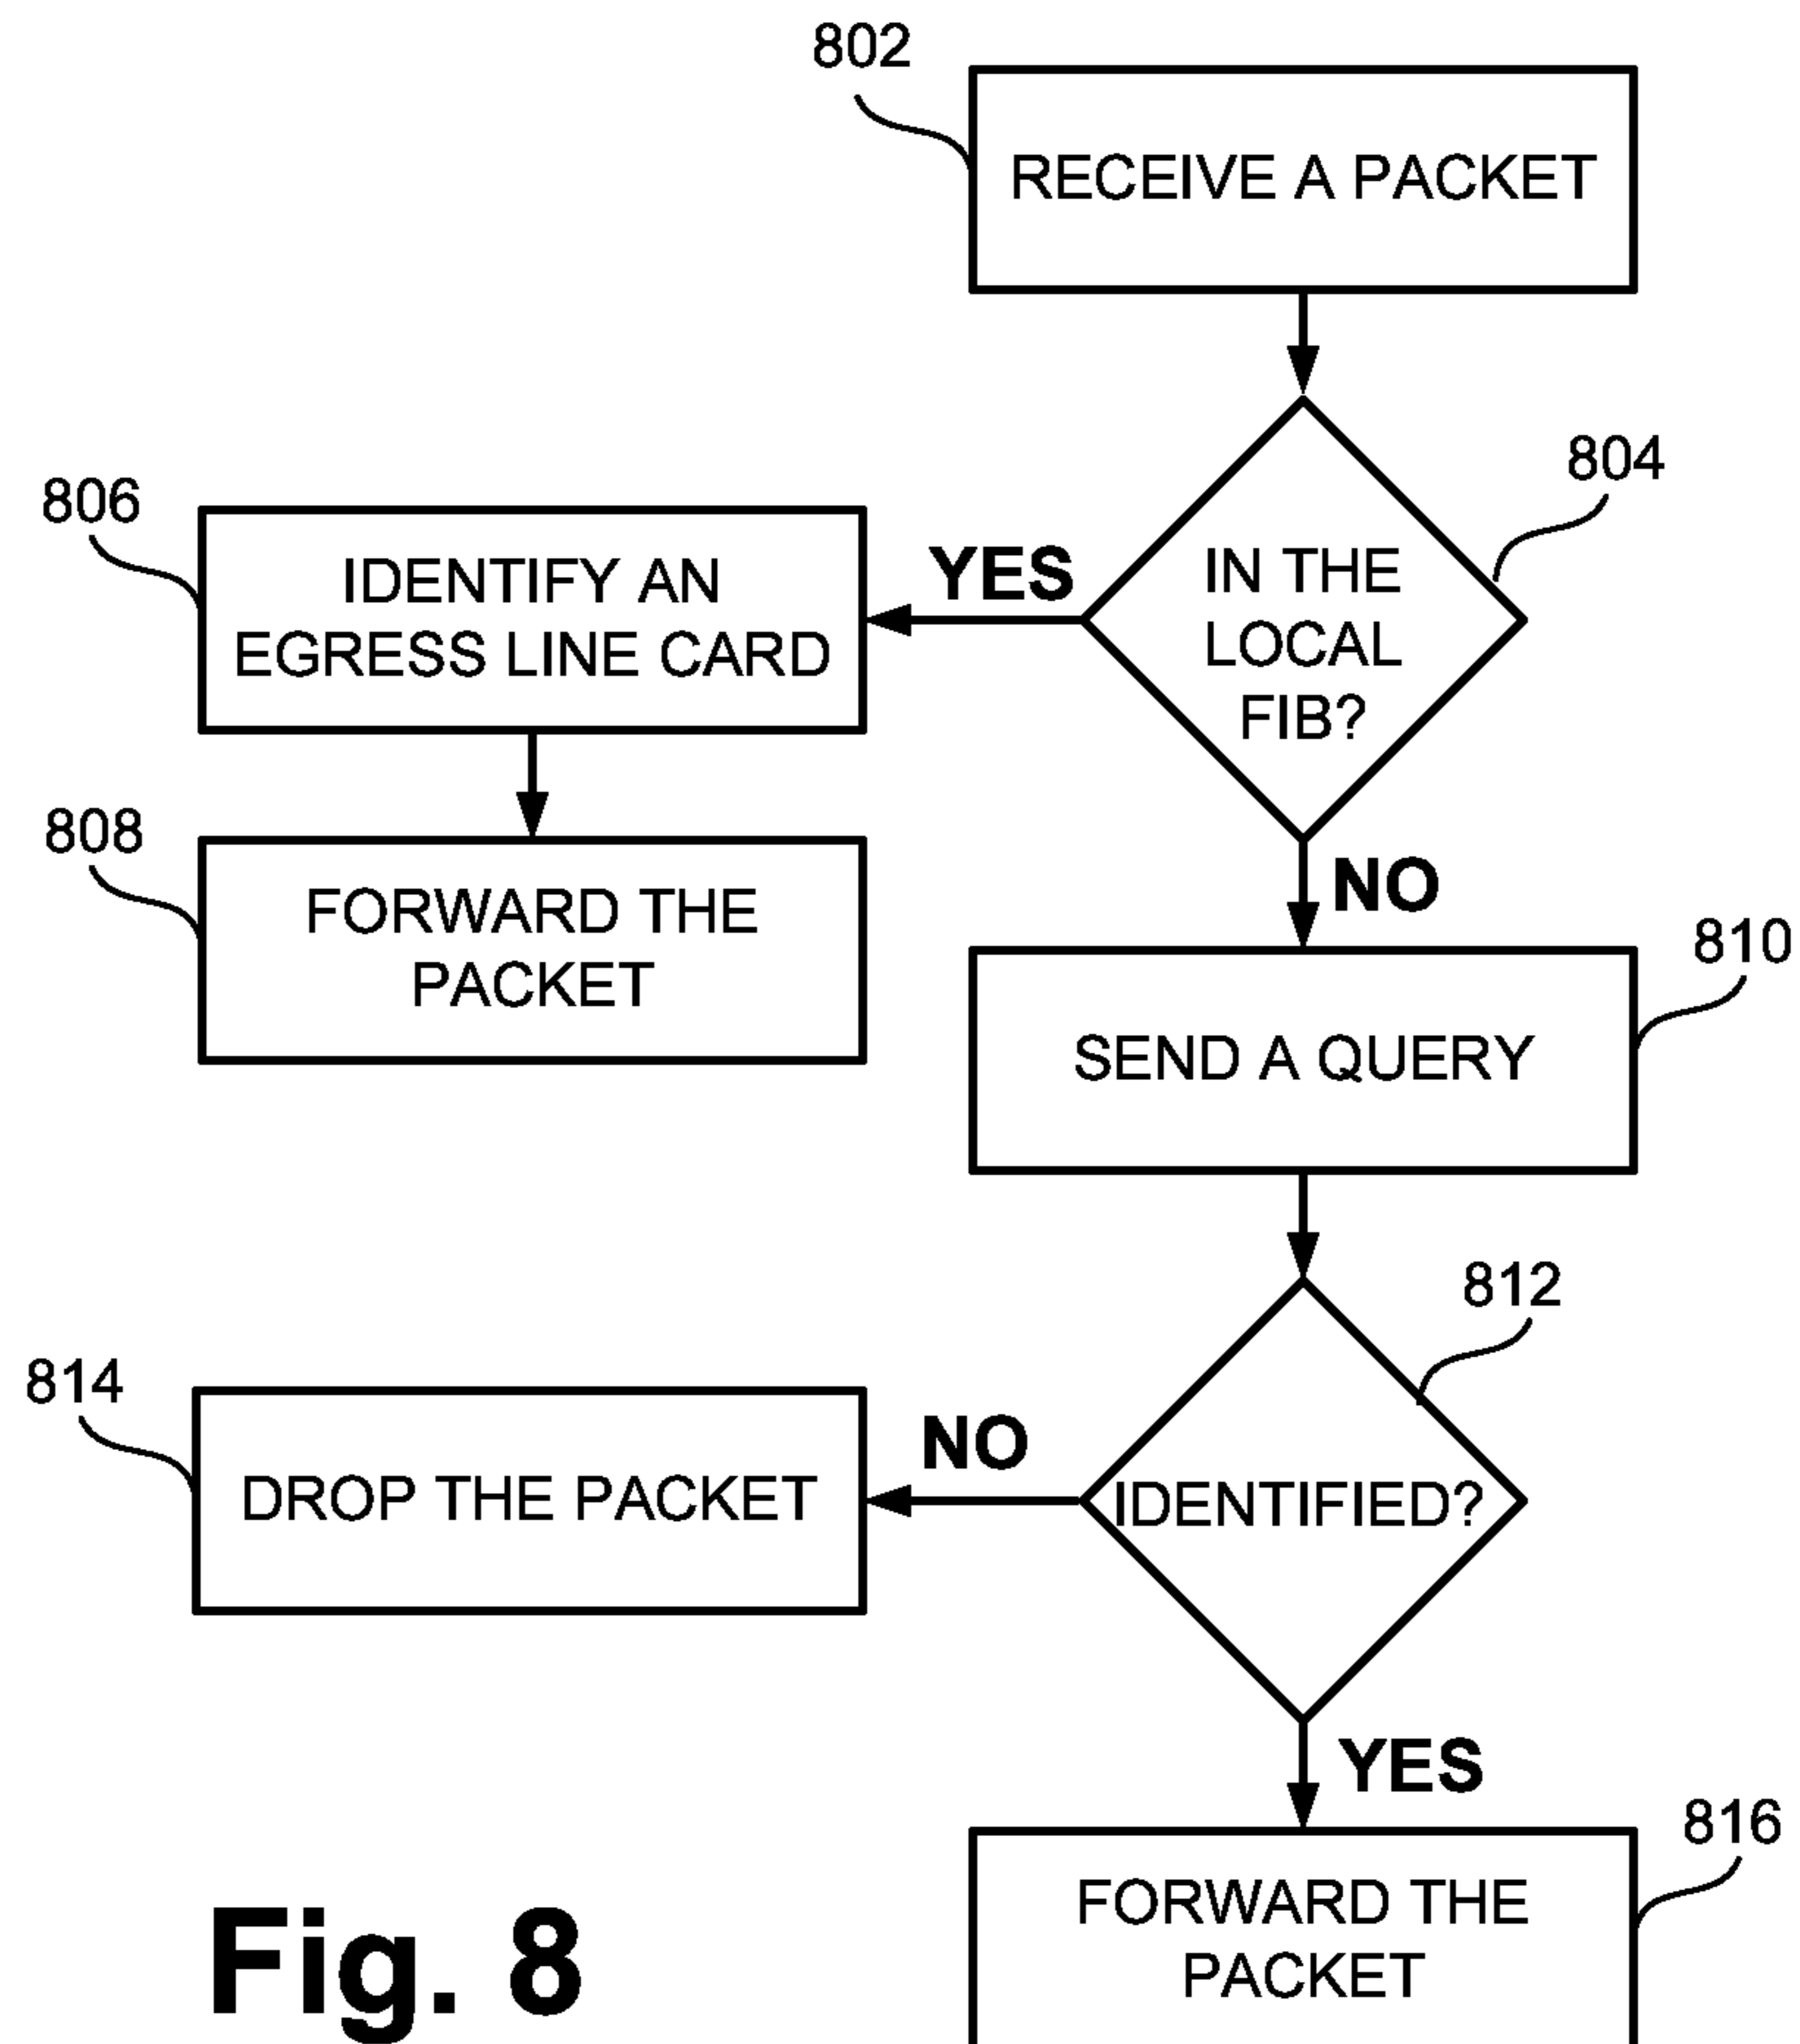 802
RECEIVE A PACKET
804
IN THE
LOCAL
FIB?
YES
806
IDENTIFY AN
EGRESS LINE CARD
808
FORWARD THE
PACKET
NO
810
SEND A QUERY
812
IDENTIFIED?
NO
814
DROP THE PACKET
YES
816
FORWARD THE
PACKET
Fig. 8